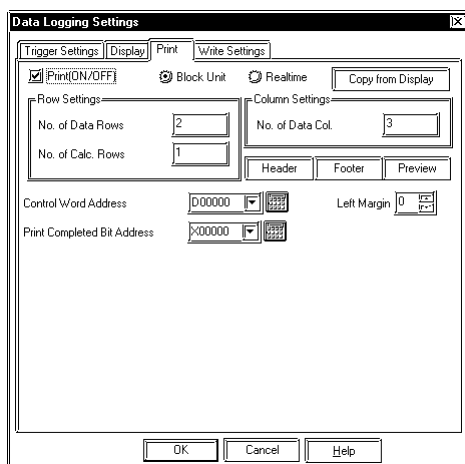 Data Logging Settings
Trigger Settings Display Print Write Settings
Print(ON/OFF) Block Unit Realtime Copy from Display
Row Settings Column Settings
No. of Data Rows 2 No. of Data Col. 3
No. of Calc. Rows 1
Header Footer Preview
Control Word Address D00000 Left Margin 0
Print Completed Bit Address X00000
OK Cancel Help